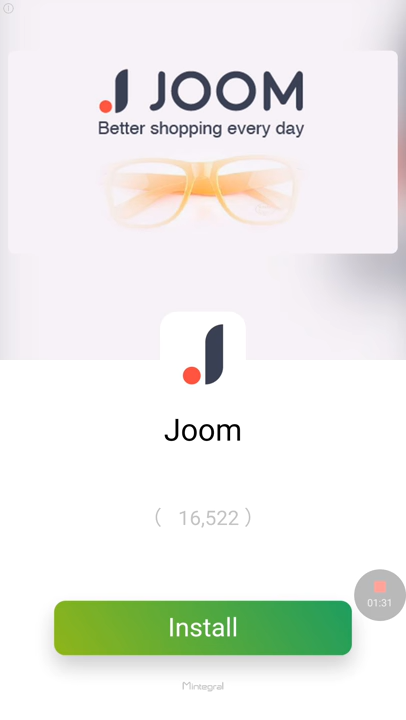 JOOM
Better shopping every day
Joom
( 16,522 )
01:31
Install
Mintegral